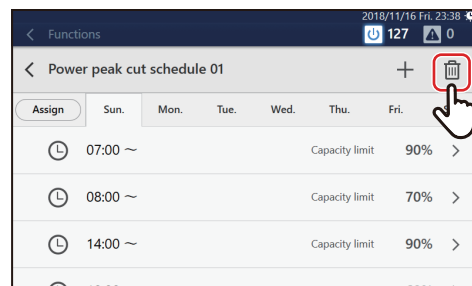 2018/11/16 Fri. 23:38
Functions 127 0
Power peak cut schedule 01
Assign Sun. Mon. Tue. Wed. Thu. Fri.
07:00 ~ Capacity limit 90%
08:00 ~ Capacity limit 70%
14:00 ~ Capacity limit 90%